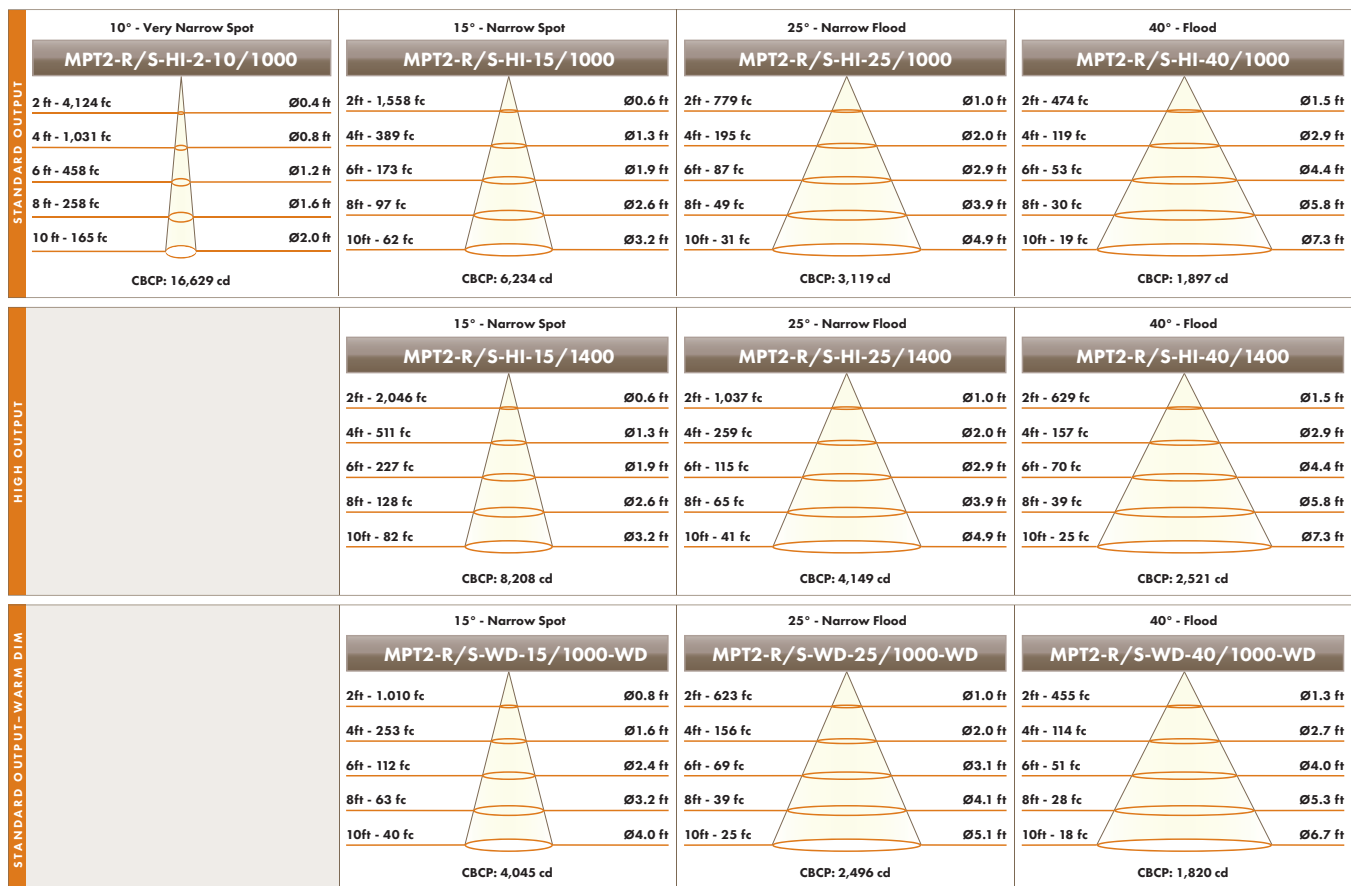 STANDARD OUTPUT
10° - Very Narrow Spot
MPT2-R/S-HI-2-10/1000
2 ft - 4,124 fc Ø0.4 ft
4 ft - 1,031 fc Ø0.8 ft
6 ft - 458 fc Ø1.2 ft
8 ft - 258 fc Ø1.6 ft
10 ft - 165 fc Ø2.0 ft
CBCP: 16,629 cd
15° - Narrow Spot
MPT2-R/S-HI-15/1000
2ft - 1,558 fc Ø0.6 ft
4ft - 389 fc Ø1.3 ft
6ft - 173 fc Ø1.9 ft
8ft - 97 fc Ø2.6 ft
10ft - 62 fc Ø3.2 ft
CBCP: 6,234 cd
25° - Narrow Flood
MPT2-R/S-HI-25/1000
2ft - 779 fc Ø1.0 ft
4ft - 195 fc Ø2.0 ft
6ft - 87 fc Ø2.9 ft
8ft - 49 fc Ø3.9 ft
10ft - 31 fc Ø4.9 ft
CBCP: 3,119 cd
40° - Flood
MPT2-R/S-HI-40/1000
2ft - 474 fc Ø1.5 ft
4ft - 119 fc Ø2.9 ft
6ft - 53 fc Ø4.4 ft
8ft - 30 fc Ø5.8 ft
10ft - 19 fc Ø7.3 ft
CBCP: 1,897 cd
HIGH OUTPUT
15° - Narrow Spot
MPT2-R/S-HI-15/1400
2ft - 2,046 fc Ø0.6 ft
4ft - 511 fc Ø1.3 ft
6ft - 227 fc Ø1.9 ft
8ft - 128 fc Ø2.6 ft
10ft - 82 fc Ø3.2 ft
CBCP: 8,208 cd
25° - Narrow Flood
MPT2-R/S-HI-25/1400
2ft - 1,037 fc Ø1.0 ft
4ft - 259 fc Ø2.0 ft
6ft - 115 fc Ø2.9 ft
8ft - 65 fc Ø3.9 ft
10ft - 41 fc Ø4.9 ft
CBCP: 4,149 cd
40° - Flood
MPT2-R/S-HI-40/1400
2ft - 629 fc Ø1.5 ft
4ft - 157 fc Ø2.9 ft
6ft - 70 fc Ø4.4 ft
8ft - 39 fc Ø5.8 ft
10ft - 25 fc Ø7.3 ft
CBCP: 2,521 cd
STANDARD OUTPUT–WARM DIM
15° - Narrow Spot
MPT2-R/S-WD-15/1000-WD
2ft - 1.010 fc Ø0.8 ft
4ft - 253 fc Ø1.6 ft
6ft - 112 fc Ø2.4 ft
8ft - 63 fc Ø3.2 ft
10ft - 40 fc Ø4.0 ft
CBCP: 4,045 cd
25° - Narrow Flood
MPT2-R/S-WD-25/1000-WD
2ft - 623 fc Ø1.0 ft
4ft - 156 fc Ø2.0 ft
6ft - 69 fc Ø3.1 ft
8ft - 39 fc Ø4.1 ft
10ft - 25 fc Ø5.1 ft
CBCP: 2,496 cd
40° - Flood
MPT2-R/S-WD-40/1000-WD
2ft - 455 fc Ø1.3 ft
4ft - 114 fc Ø2.7 ft
6ft - 51 fc Ø4.0 ft
8ft - 28 fc Ø5.3 ft
10ft - 18 fc Ø6.7 ft
CBCP: 1,820 cd